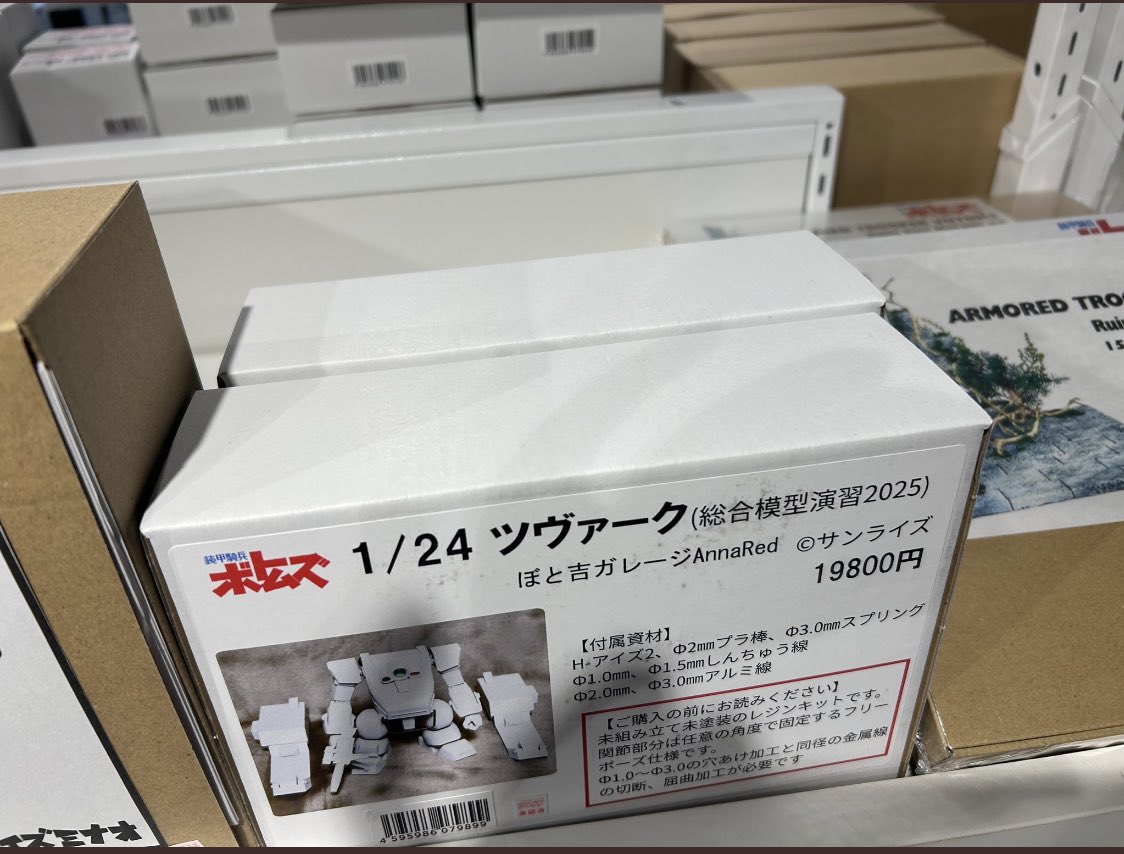 装甲騎兵
ボトムズ
1/24 ツヴァーク(総合模型演習2025)
ぼと吉ガレージAnnaRed ©サンライズ
19800円
【付属資材】
H-アイズ2、Φ2mmプラ棒、Φ3.0mmスプリング
Φ1.0mm、Φ1.5mmしんちゅう線
Φ2.0mm、Φ3.0mmアルミ線
【ご購入の前にお読みください】
未組み立て未塗装のレジンキットです。
関節部分は任意の角度で固定するフリー
ポーズ仕様です。
Φ1.0～Φ3.0の穴あけ加工と同径の金属線
の切断、屈曲加工が必要です
4595986079899
ARMORED TRO
Rui
15
イズミナオ